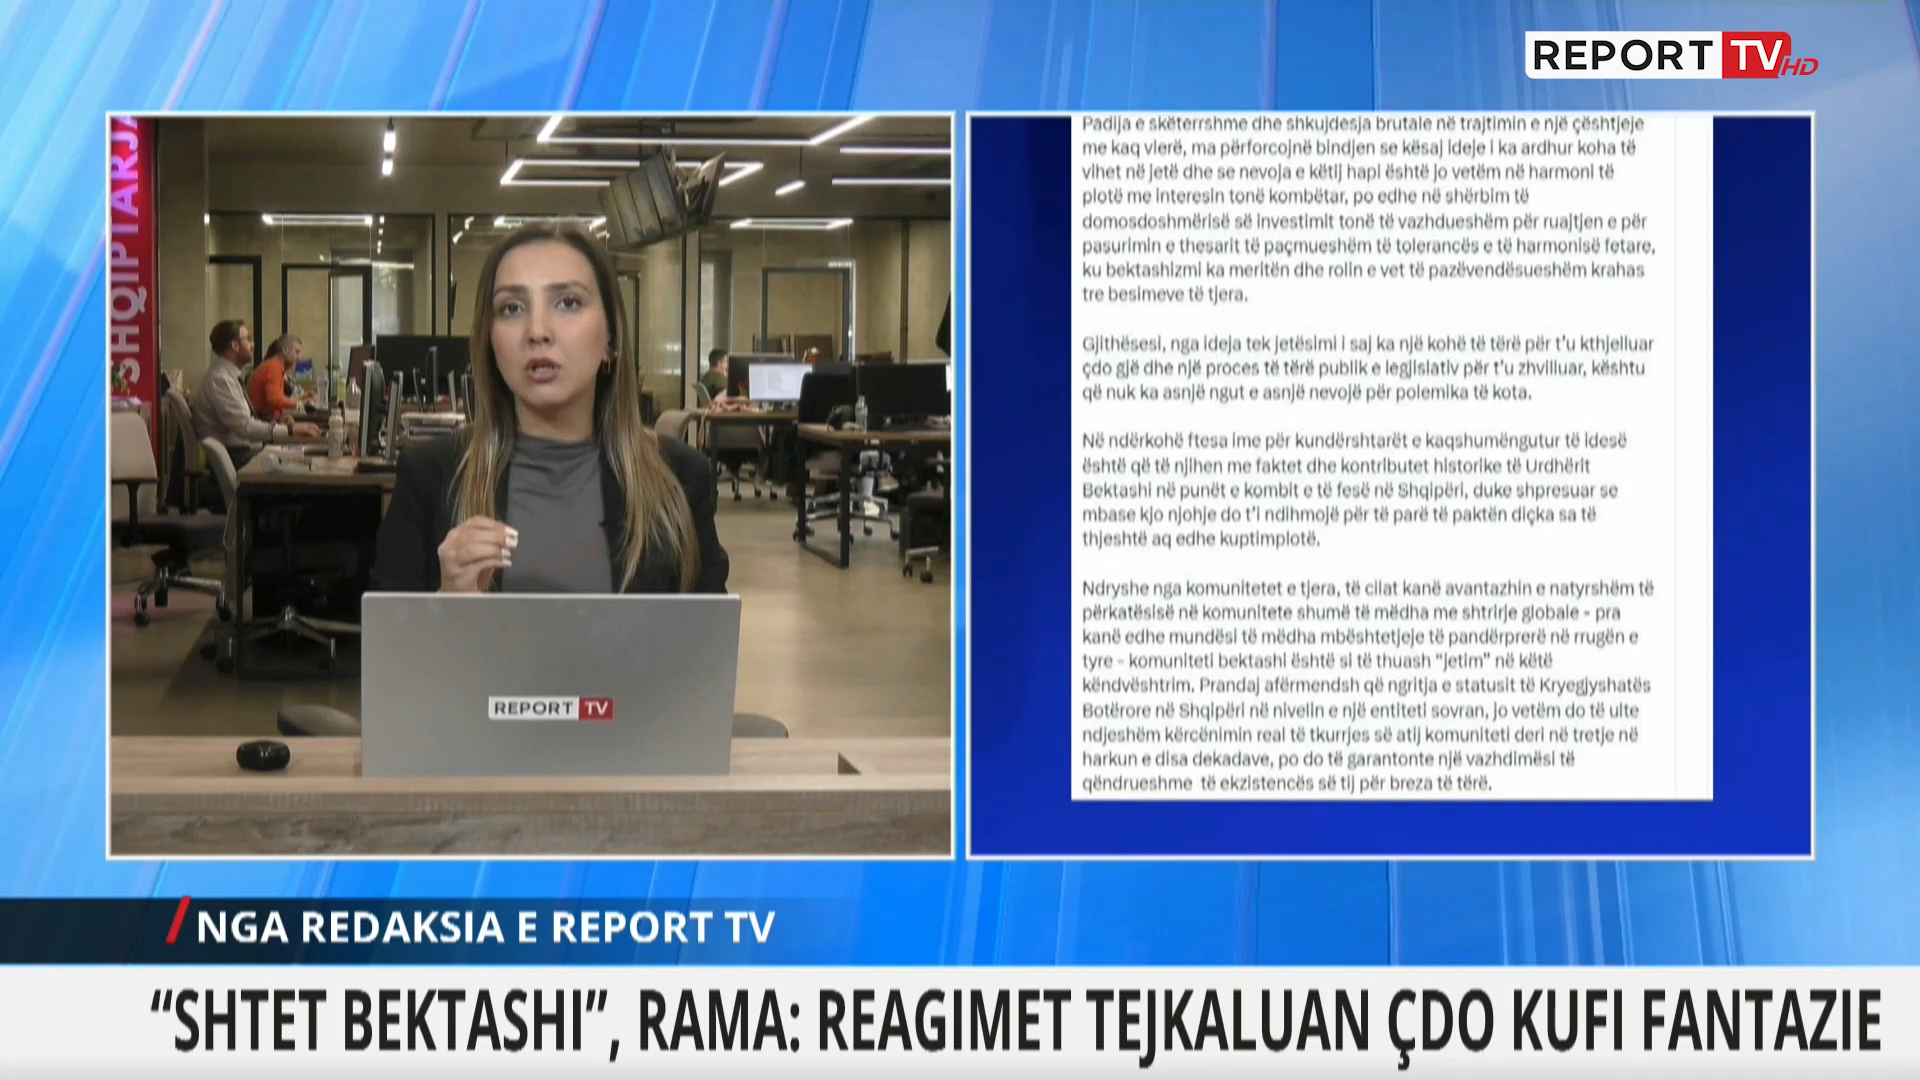 REPORT TV HD
SHQIPTARJA
Padija e skëterrshme dhe shkujdesja brutale në trajtimin e një çështjeje
me kaq vlerë, ma përforcojnë bindjen se kësaj ideje i ka ardhur koha të
vihet në jetë dhe se nevoja e këtij hapi është jo vetëm në harmoni të
plotë me interesin tonë kombëtar, po edhe në shërbim të
domosdoshmërisë së investimit tonë të vazhdueshëm për ruajtjen e për
pasurimin e thesarit të paçmueshëm të tolerancës e të harmonisë fetare,
ku bektashizmi ka meritën dhe rolin e vet të pazëvendësueshëm krahas
tre besimeve të tjera.
Gjithësesi, nga ideja tek jetësimi i saj ka një kohë të tërë për t'u kthjelluar
çdo gjë dhe një proces të tërë publik e legjislativ për t'u zhvilluar, kështu
që nuk ka asnjë ngut e asnjë nevojë për polemika të kota.
Në ndërkohë ftesa ime për kundërshtarët e kaqshumëngutur të idesë
është që të njihen me faktet dhe kontributet historike të Urdhërit
Bektashi në punët e kombit e të fesë në Shqipëri, duke shpresuar se
mbase kjo njohje do t'i ndihmojë për të parë të paktën diçka sa të
thjeshtë aq edhe kuptimplotë.
Ndryshe nga komunitetet e tjera, të cilat kanë avantazhin e natyrshëm të
përkatësisë në komunitete shumë të mëdha me shtrirje globale - pra
kanë edhe mundësi të mëdha mbështetjeje të pandërprerë në rrugën e
tyre - komuniteti bektashi është si të thuash “jetim” në këtë
këndvështrim. Prandaj afërmendsh që ngritja e statusit të Kryegjyshatës
Botërore në Shqipëri në nivelin e një entiteti sovran, jo vetëm do të ulte
ndjeshëm kërcënimin real të tkurrjes së atij komuniteti deri në tretje në
harkun e disa dekadave, po do të garantonte një vazhdimësi të
qëndrueshme të ekzistencës së tij për breza të tërë.
REPORT TV
NGA REDAKSIA E REPORT TV
“SHTET BEKTASHI”, RAMA: REAGIMET TEJKALUAN ÇDO KUFI FANTAZIE